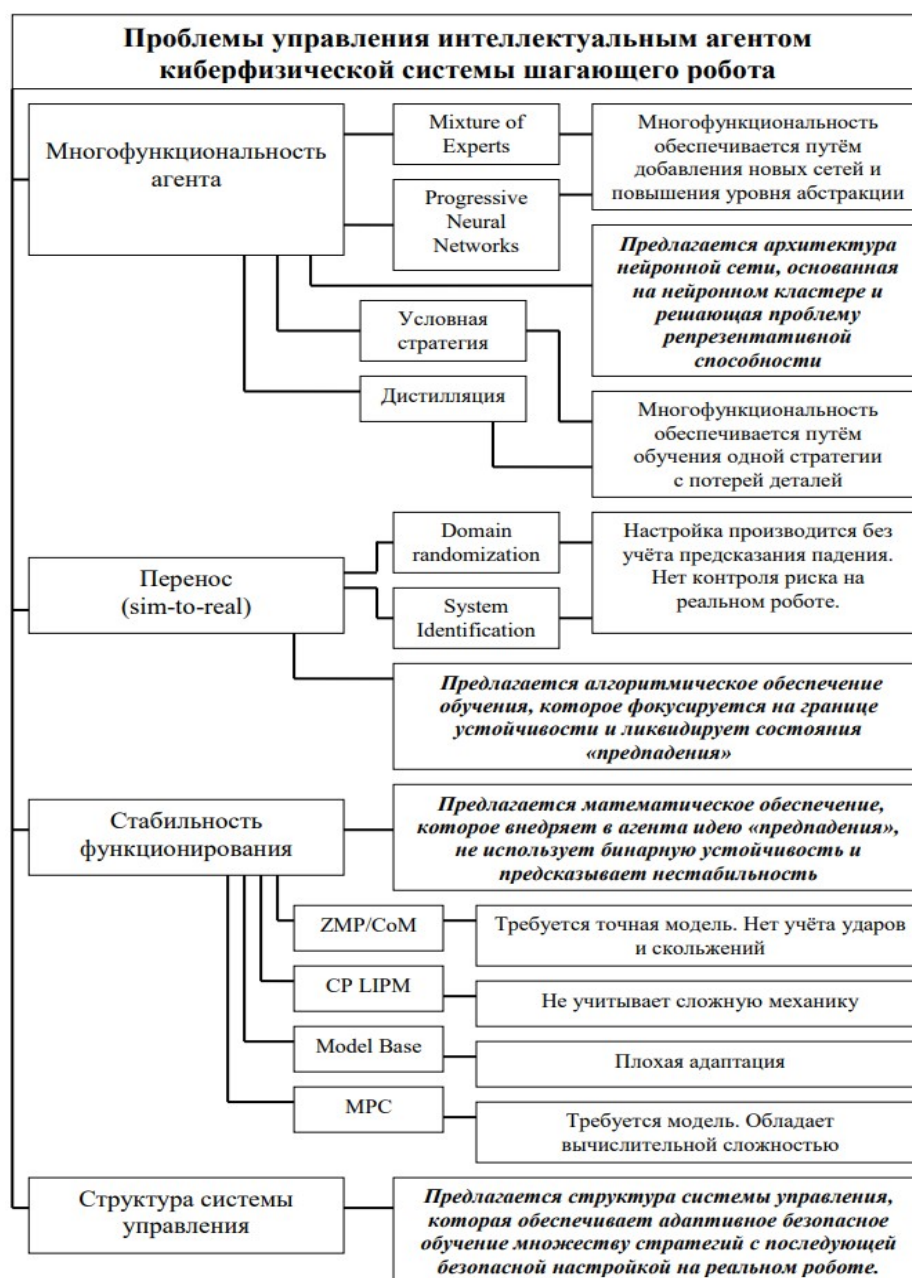 Проблемы управления интеллектуальным агентом
киберфизической системы шагающего робота
Многофункциональность
агента
Mixture of
Experts
Многофункциональность
обеспечивается путём
добавления новых сетей и
повышения уровня абстракции
Progressive
Neural
Networks
Предлагается архитектура
нейронной сети, основанная
на нейронном кластере и
решающая проблему
репрезентативной
способности
Условная
стратегия
Дистилляция
Многофункциональность
обеспечивается путём
обучения одной стратегии
с потерей деталей
Перенос
(sim-to-real)
Domain
randomization
System
Identification
Настройка производится без
учёта предсказания падения.
Нет контроля риска на
реальном роботе.
Предлагается алгоритмическое обеспечение
обучения, которое фокусируется на границе
устойчивости и ликвидирует состояния
«предпадения»
Стабильность
функционирования
Предлагается математическое обеспечение,
которое внедряет в агента идею «предпадения»,
не использует бинарную устойчивость и
предсказывает нестабильность
ZMP/CoM
Требуется точная модель. Нет учёта ударов
и скольжений
CP LIPM
Не учитывает сложную механику
Model Base
Плохая адаптация
MPC
Требуется модель. Обладает
вычислительной сложностью
Структура системы
управления
Предлагается структура системы управления,
которая обеспечивает адаптивное безопасное
обучение множеству стратегий с последующей
безопасной настройкой на реальном роботе.